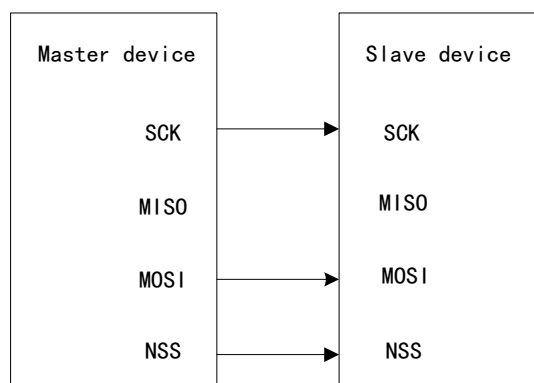 Master device
SCK
MISO
MOSI
NSS
Slave device
SCK
MISO
MOSI
NSS